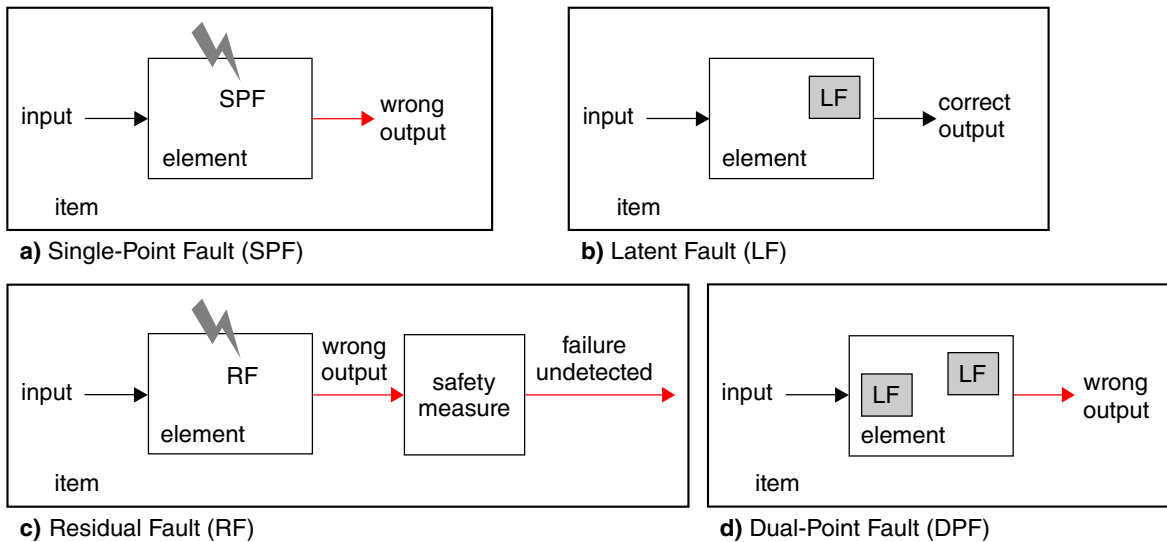 SPF
input
wrong
output
element
item
a) Single-Point Fault (SPF)
LF
input
correct
output
element
item
b) Latent Fault (LF)
RF
input
wrong
output
safety
measure
failure
undetected
element
item
c) Residual Fault (RF)
LF
LF
input
wrong
output
element
item
d) Dual-Point Fault (DPF)